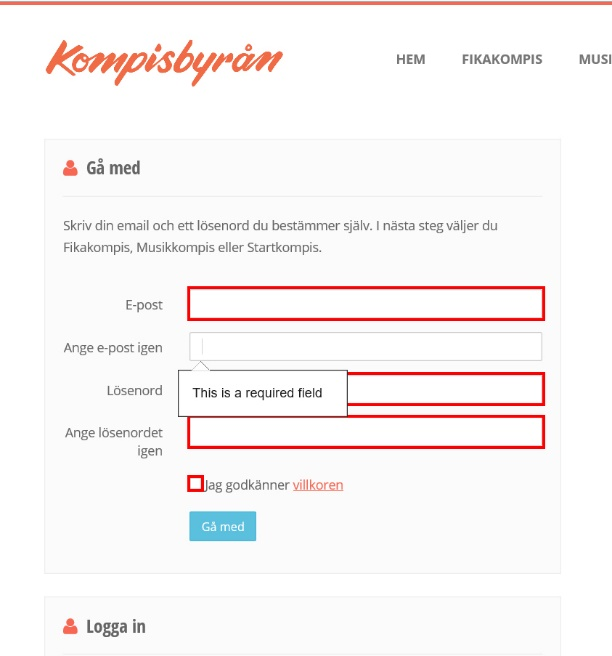 Kompisbyrån
HEM FIKAKOMPIS MUSI
Gå med
Skriv din email och ett lösenord du bestämmer själv. I nästa steg väljer du
Fikakompis, Musikkompis eller Startkompis.
E-post
Ange e-post igen
Lösenord
This is a required field
Ange lösenordet
igen
Jag godkänner villkoren
Gå med
Logga in